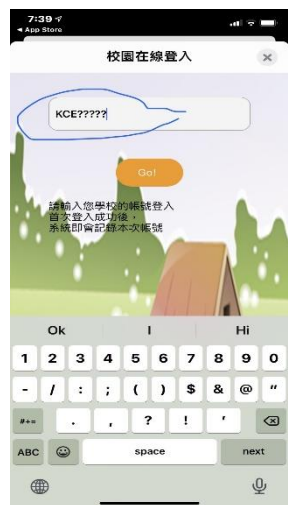 7:39
◀ App Store
校園在線登入
KCE?????
Go!
請輸入您學校的帳號登入
首次登入成功後，
系統即會記錄本次帳號
Ok I Hi
1 2 3 4 5 6 7 8 9 0
- / : ; ( ) $ & @ "
#+= . , ? ! '
ABC space next